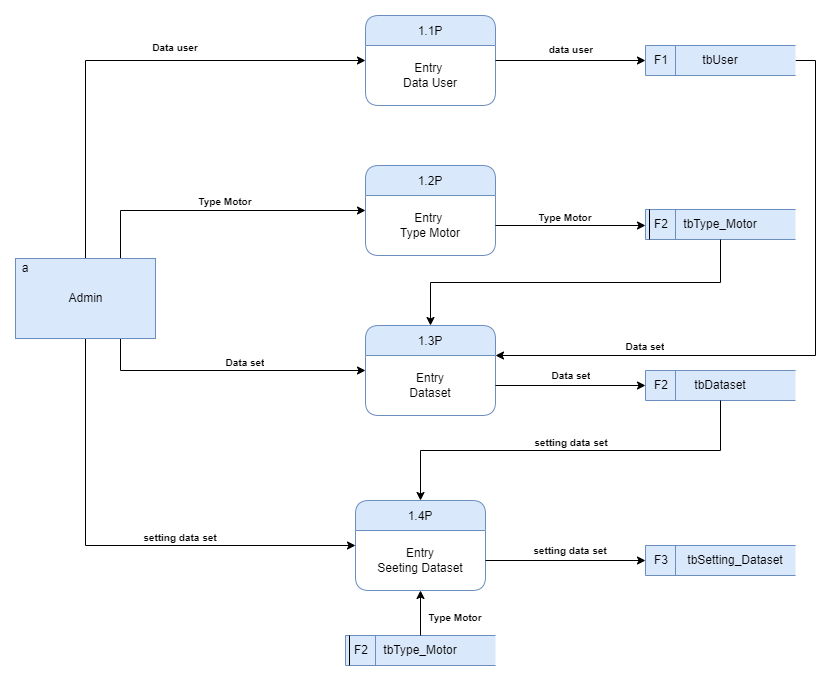 1.1P
Data user
data user
Entry
Data User
F1
tbUser
1.2P
Type Motor
Entry
Type Motor
Type Motor
F2
tbType_Motor
a
Admin
1.3P
Data set
Data set
Entry
Dataset
Data set
F2
tbDataset
setting data set
1.4P
setting data set
Entry
Seeting Dataset
setting data set
F3
tbSetting_Dataset
Type Motor
F2
tbType_Motor